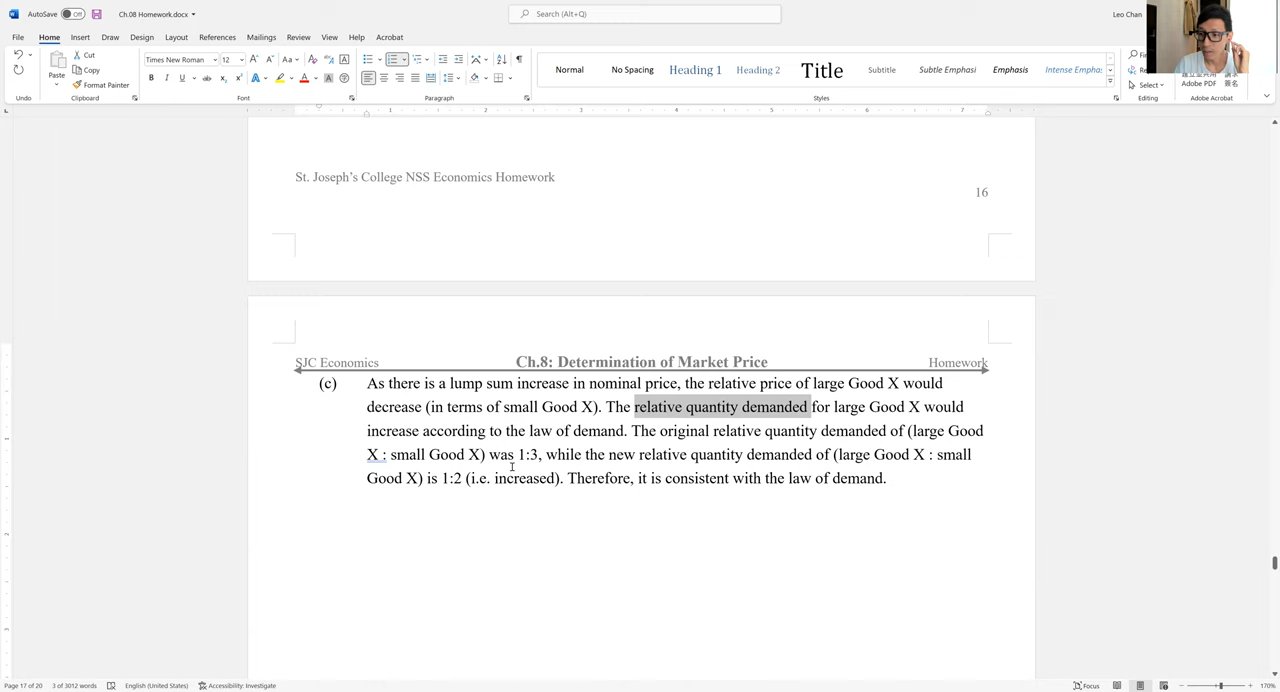 AutoSave Off Ch.08 Homework.docx Search (Alt+Q) Leo Chan
File Home Insert Draw Design Layout References Mailings Review View Help Acrobat
Paste Cut Copy Format Painter
Times New Roman 12
Normal No Spacing Heading 1 Heading 2 Title Subtitle Subtle Emphasi Emphasis Intense Empha:
Select
Adobe PDF 簽名
Undo Clipboard Font Paragraph Styles Editing Adobe Acrobat
St. Joseph's College NSS Economics Homework
16
SJC Economics Ch.8: Determination of Market Price Homework
(c) As there is a lump sum increase in nominal price, the relative price of large Good X would
decrease (in terms of small Good X). The relative quantity demanded for large Good X would
increase according to the law of demand. The original relative quantity demanded of (large Good
X : small Good X) was 1:3, while the new relative quantity demanded of (large Good X : small
Good X) is 1:2 (i.e. increased). Therefore, it is consistent with the law of demand.
Page 17 of 20 3 of 3012 words English (United States) Accessibility: Investigate Focus 170%